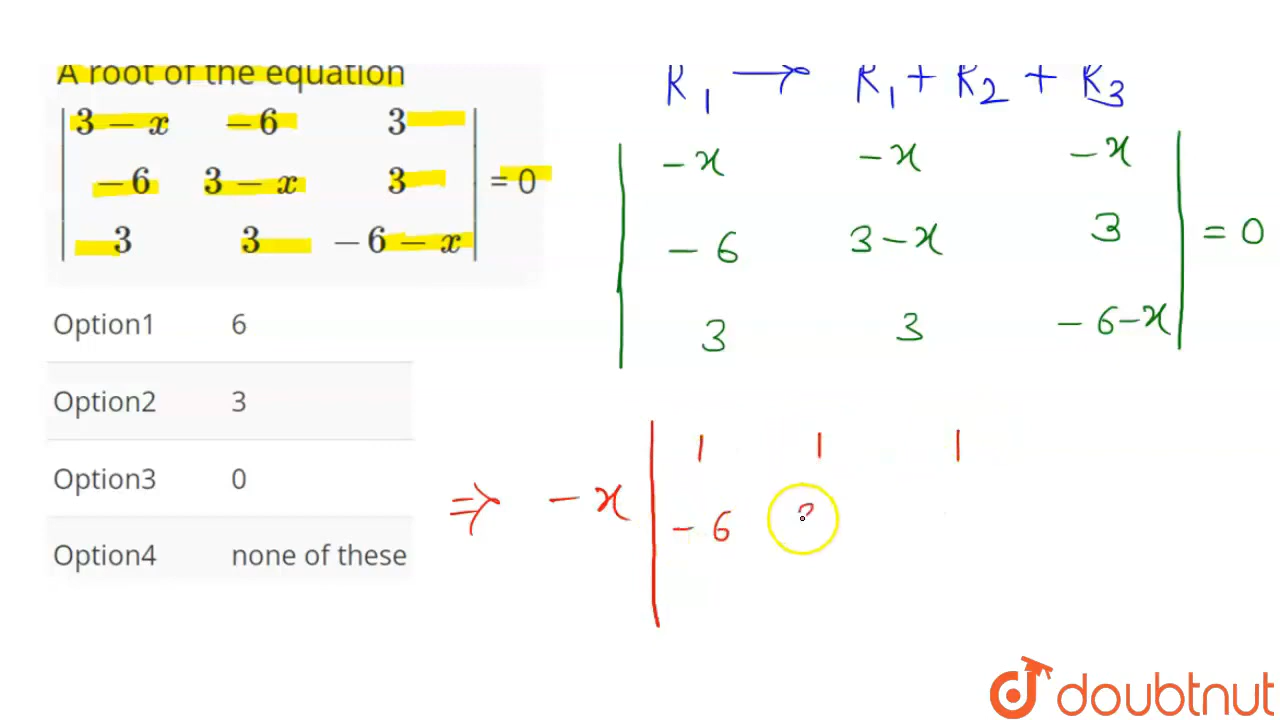 A root of the equation
3 − x −6 3
−6 3 − x 3 = 0
3 3 −6 − x
Option1 6
Option2 3
Option3 0
Option4 none of these
R1 → R1 + R2 + R3
-x -x -x
-6 3-x 3 = 0
3 3 -6-x
⇒ -x 1 1 1
-6
doubtnut